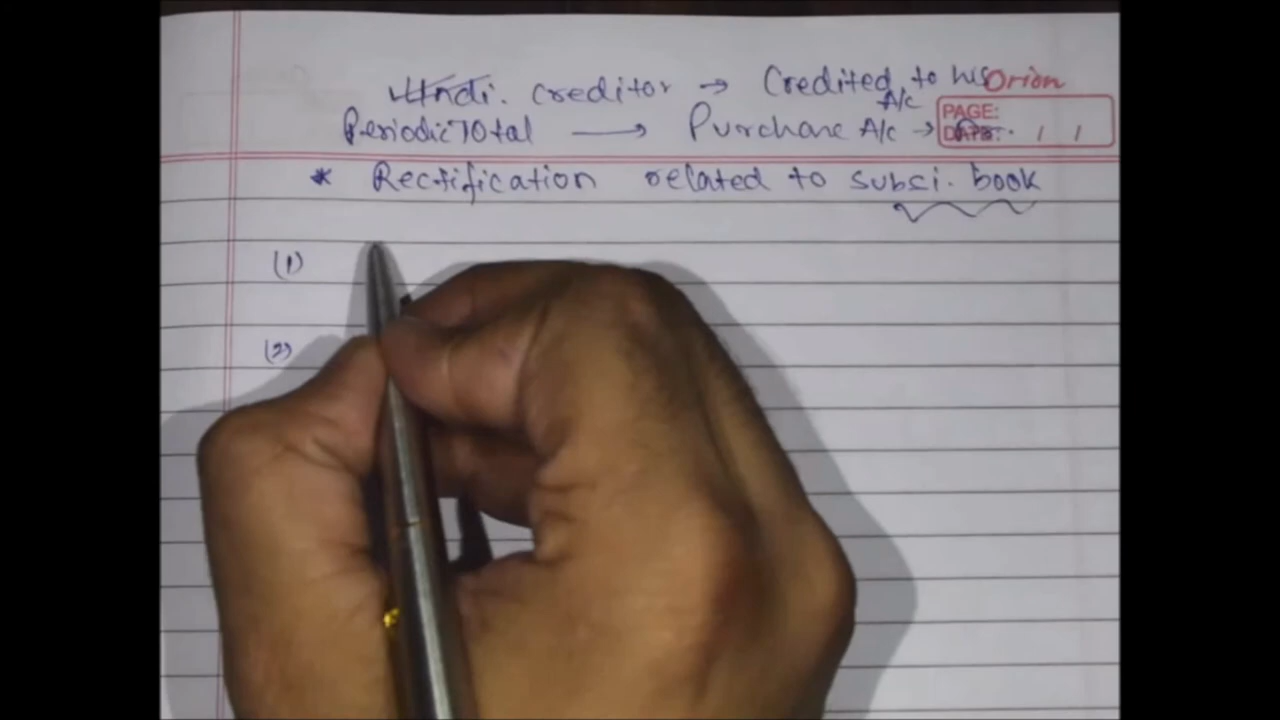 Indi. creditor → Credited to his A/c
Orion
Periodic Total → Purchase A/c →
PAGE:
DATE: / /
* Rectification related to subsi. book
(1)
(2)